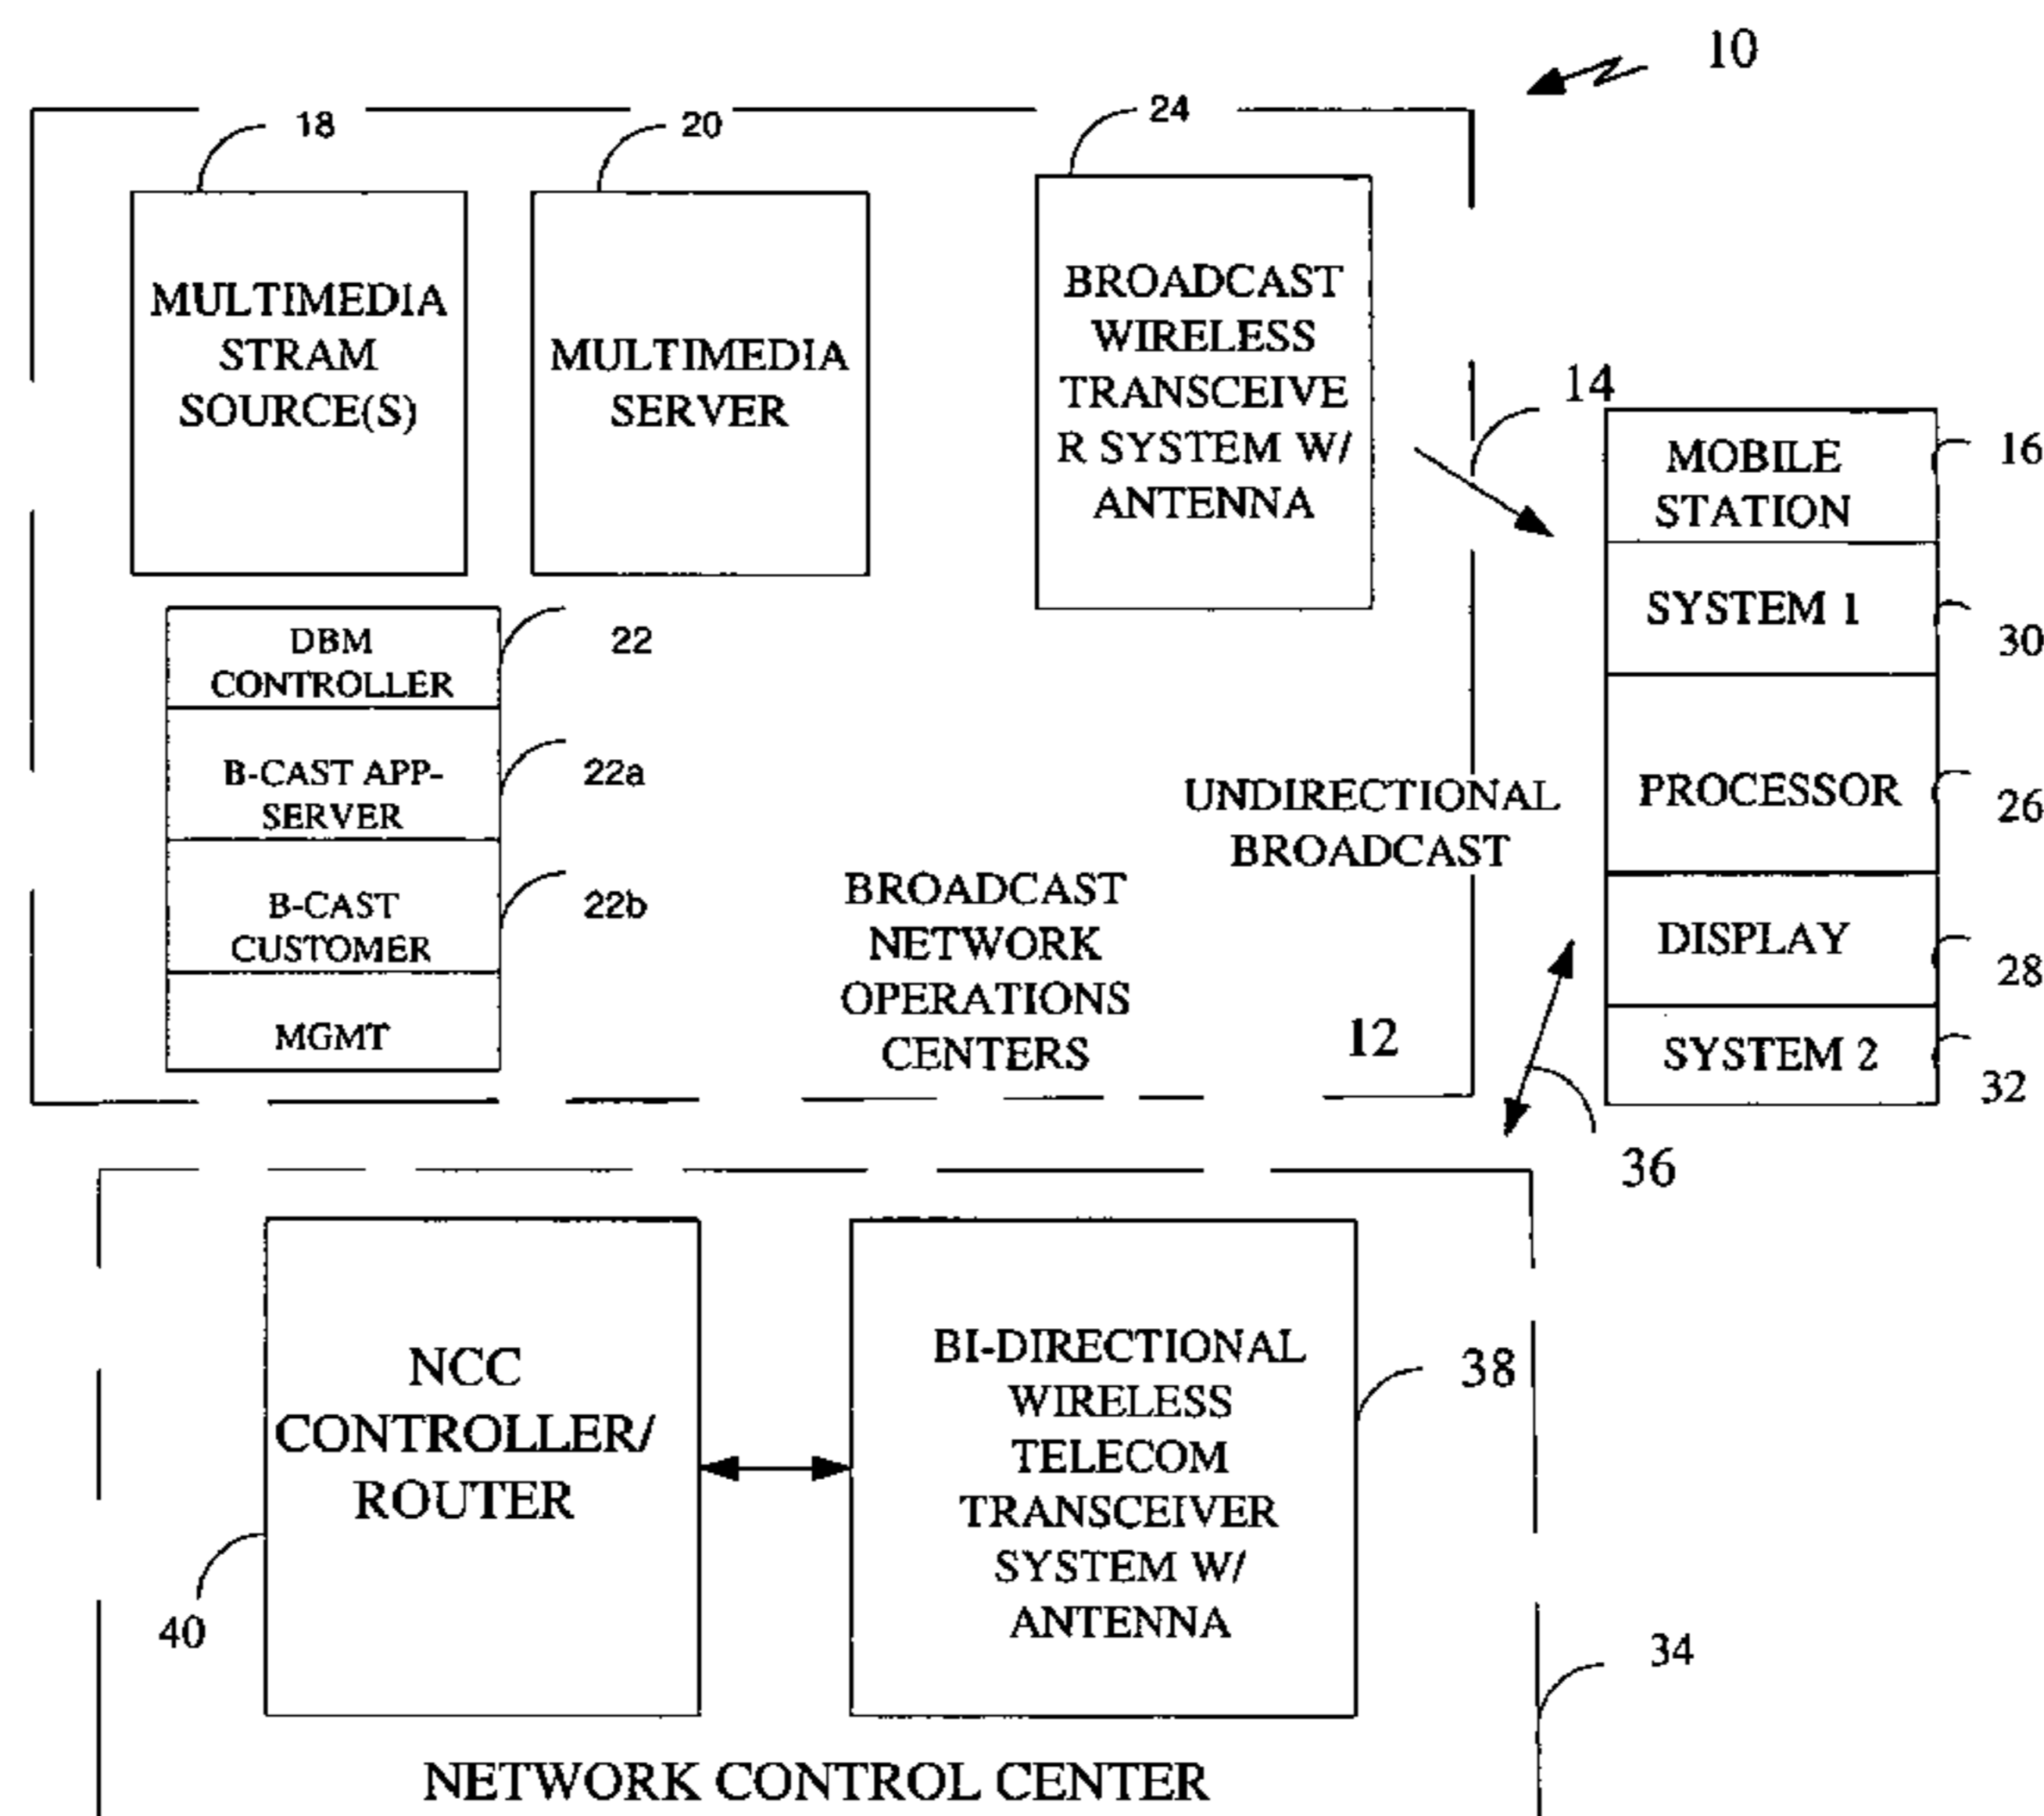 10
18
20
24
MULTIMEDIA
STRAM
SOURCE(S)
MULTIMEDIA
SERVER
BROADCAST
WIRELESS
TRANSCEIVE
R SYSTEM W/
ANTENNA
14
MOBILE
STATION
16
SYSTEM 1
30
PROCESSOR
26
DISPLAY
28
SYSTEM 2
32
DBM
CONTROLLER
22
B-CAST APP-
SERVER
22a
B-CAST
CUSTOMER
22b
MGMT
UNDIRECTIONAL
BROADCAST
BROADCAST
NETWORK
OPERATIONS
CENTERS
12
36
NCC
CONTROLLER/
ROUTER
40
BI-DIRECTIONAL
WIRELESS
TELECOM
TRANSCEIVER
SYSTEM W/
ANTENNA
38
34
NETWORK CONTROL CENTER